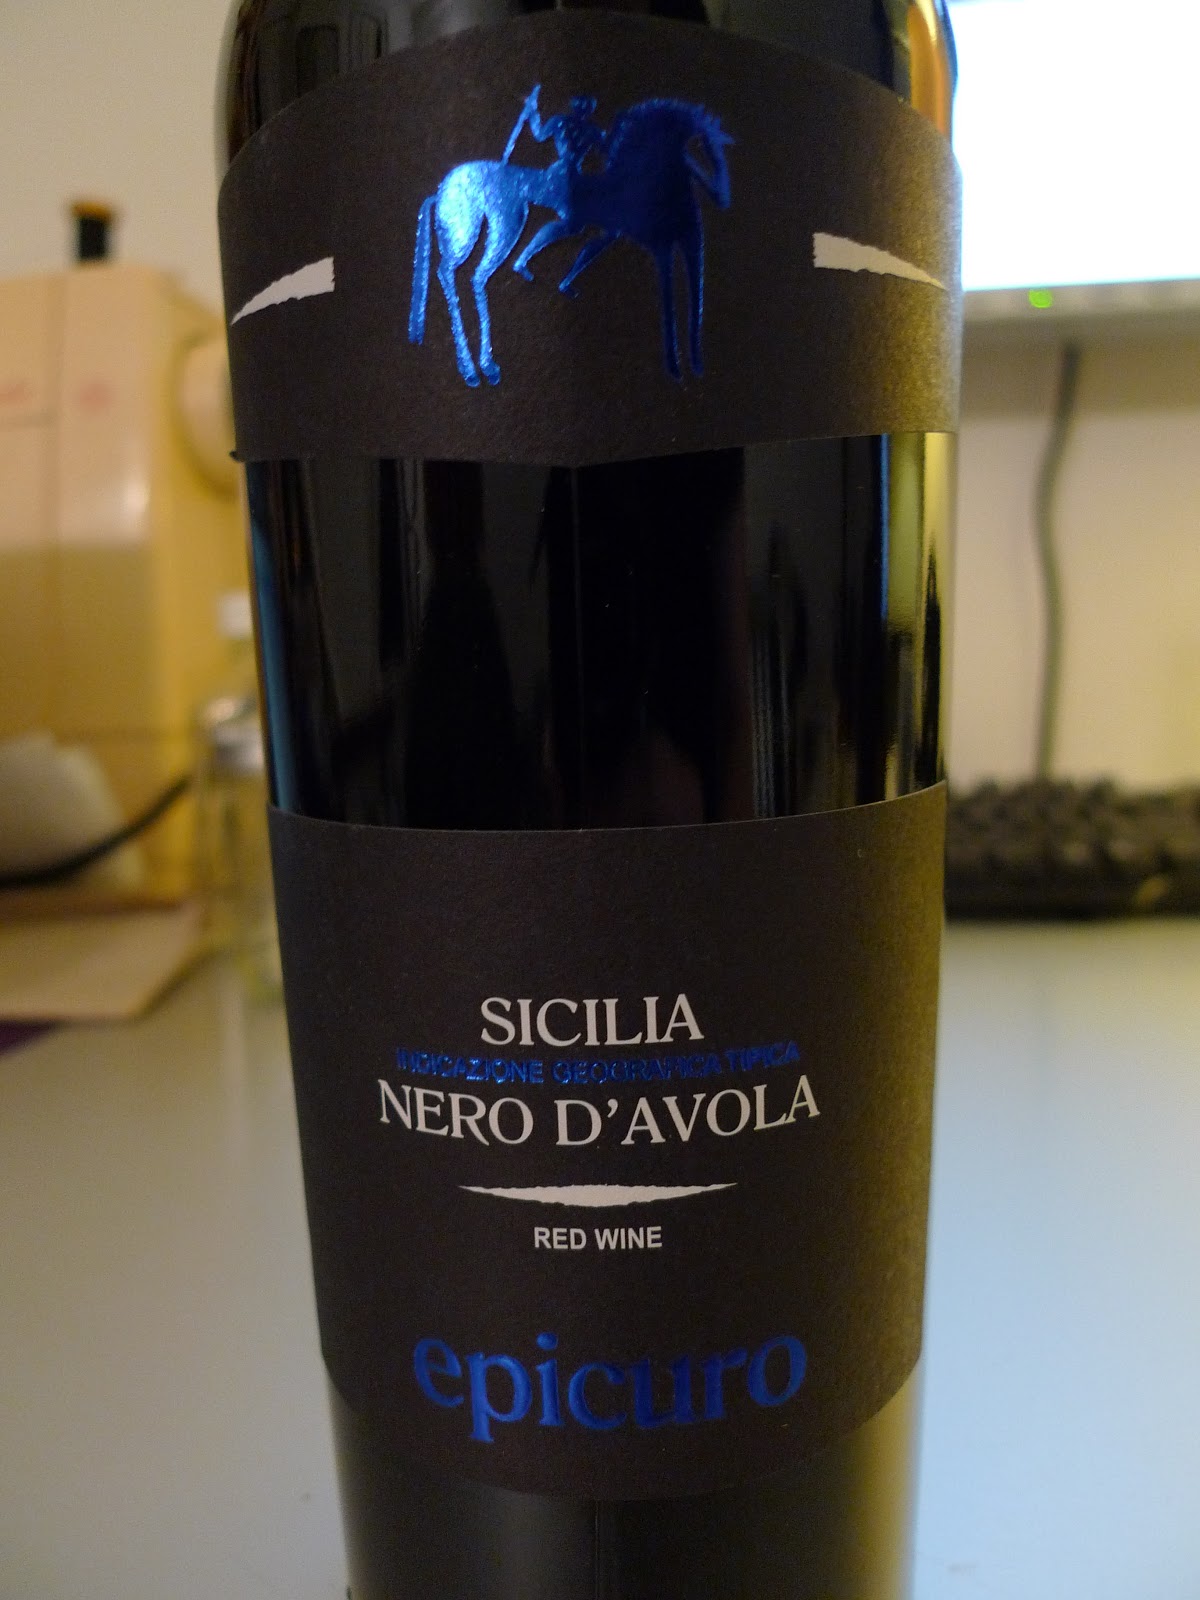 SICILIA
INDICAZIONE GEOGRAFICA TIPICA
NERO D'AVOLA
RED WINE
epicuro